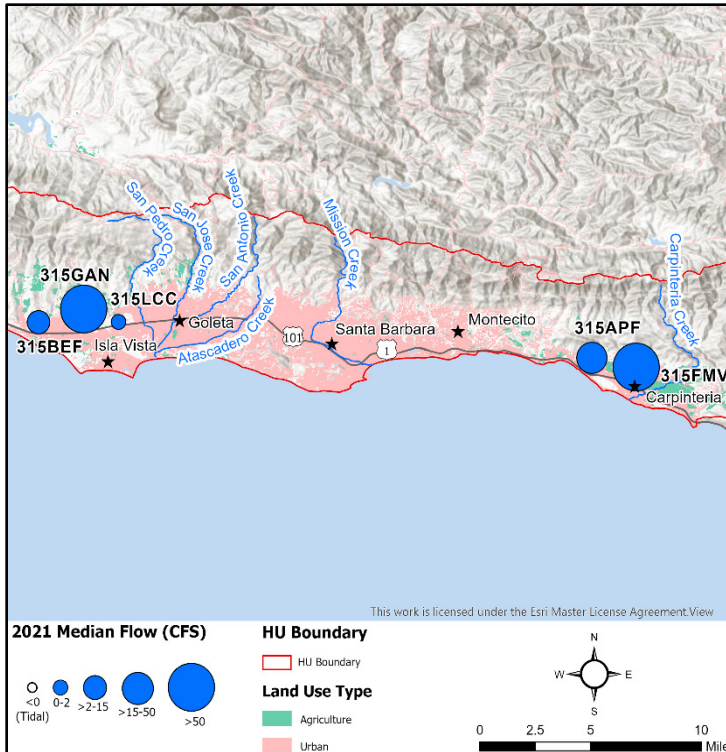 San Pedro Creek
San Jose Creek
San Antonio Creek
Mission Creek
Carpinteria Creek
315GAN
315LCC
315BEF
Goleta
Isla Vista
Atascadero Creek
101
Santa Barbara
1
Montecito
315APF
315FMV
Carpinteria
This work is licensed under the Esri Master License Agreement.View
2021 Median Flow (CFS)
<0
(Tidal)
0-2
>2-15
>15-50
>50
HU Boundary
HU Boundary
Land Use Type
Agriculture
Urban
N
W
E
S
0
2.5
5
10
Mile